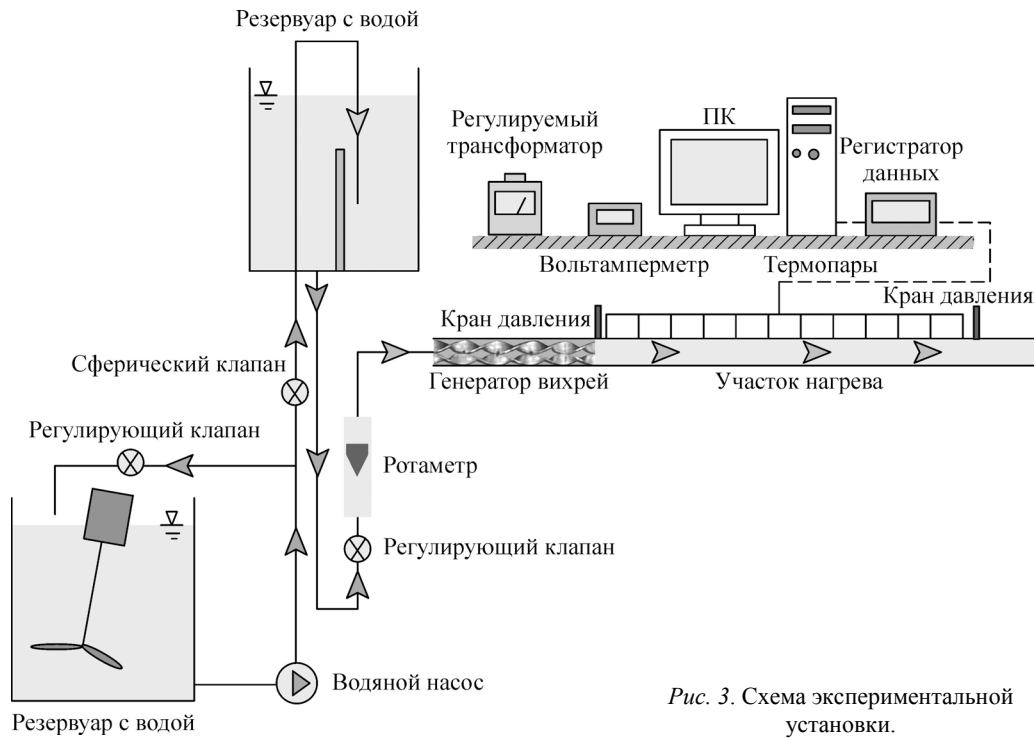 Резервуар с водой
Регулируемый
трансформатор
ПК
Регистратор
данных
Вольтамперметр
Термопары
Кран давления
Кран давления
Генератор вихрей
Участок нагрева
Сферический клапан
Регулирующий клапан
Ротаметр
Регулирующий клапан
Водяной насос
Резервуар с водой
Рис. 3. Схема экспериментальной
установки.